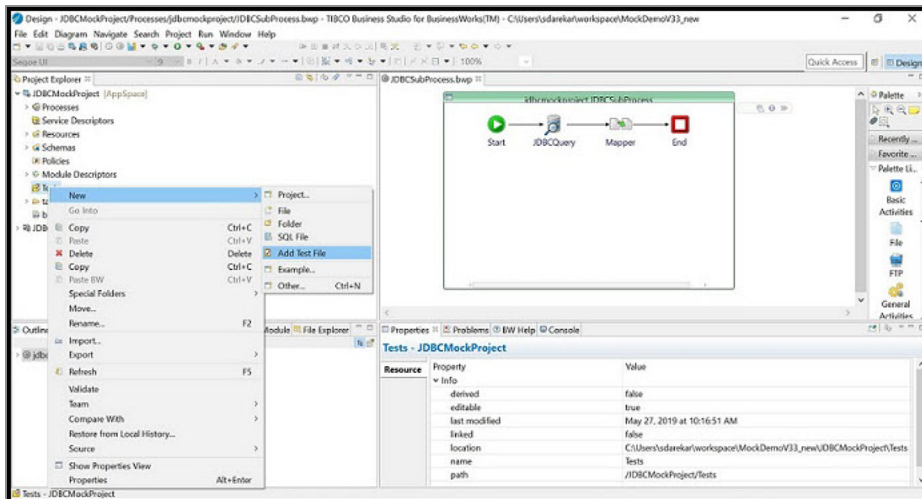 Design - JDBCMockProject/Processes/jdbcmockproject/JDBCSubProcess.bwp - TIBCO Business Studio for BusinessWorks(TM) - C:\Users\sdarekar\workspace\MockDemoV33_new
File Edit Diagram Navigate Search Project Run Window Help
Segoe UI 9 100% Quick Access Design
Project Explorer
JDBCMockProject [AppSpace]
Processes
Service Descriptors
Resources
Schemas
Policies
Module Descriptors
New
Go Into
Copy Ctrl+C
Paste Ctrl+V
Delete Delete
Copy Ctrl+C
Paste BW Ctrl+V
Special Folders
Move...
Rename... F2
Import...
Export
Refresh F5
Validate
Team
Compare With
Restore from Local History...
Source
Show Properties View
Properties Alt+Enter
Project...
File
Folder
SQL File
Add Test File
Example...
Other... Ctrl+N
JDBCSubProcess.bwp
jdbcmockproject.JDBCSubProcess
Start
JDBCQuery
Mapper
End
Palette
Recently ...
Favorite ...
Palette Li...
Basic Activities
File
FTP
General Activities
Module File Explorer
Properties Problems BW Help Console
Tests - JDBCMockProject
Resource
Property Value
Info
derived false
editable true
last modified May 27, 2019 at 10:16:51 AM
linked false
location C:\Users\sdarekar\workspace\MockDemoV33_new\JDBCMockProject\Tests
name Tests
path /JDBCMockProject/Tests
Tests - JDBCMockProject